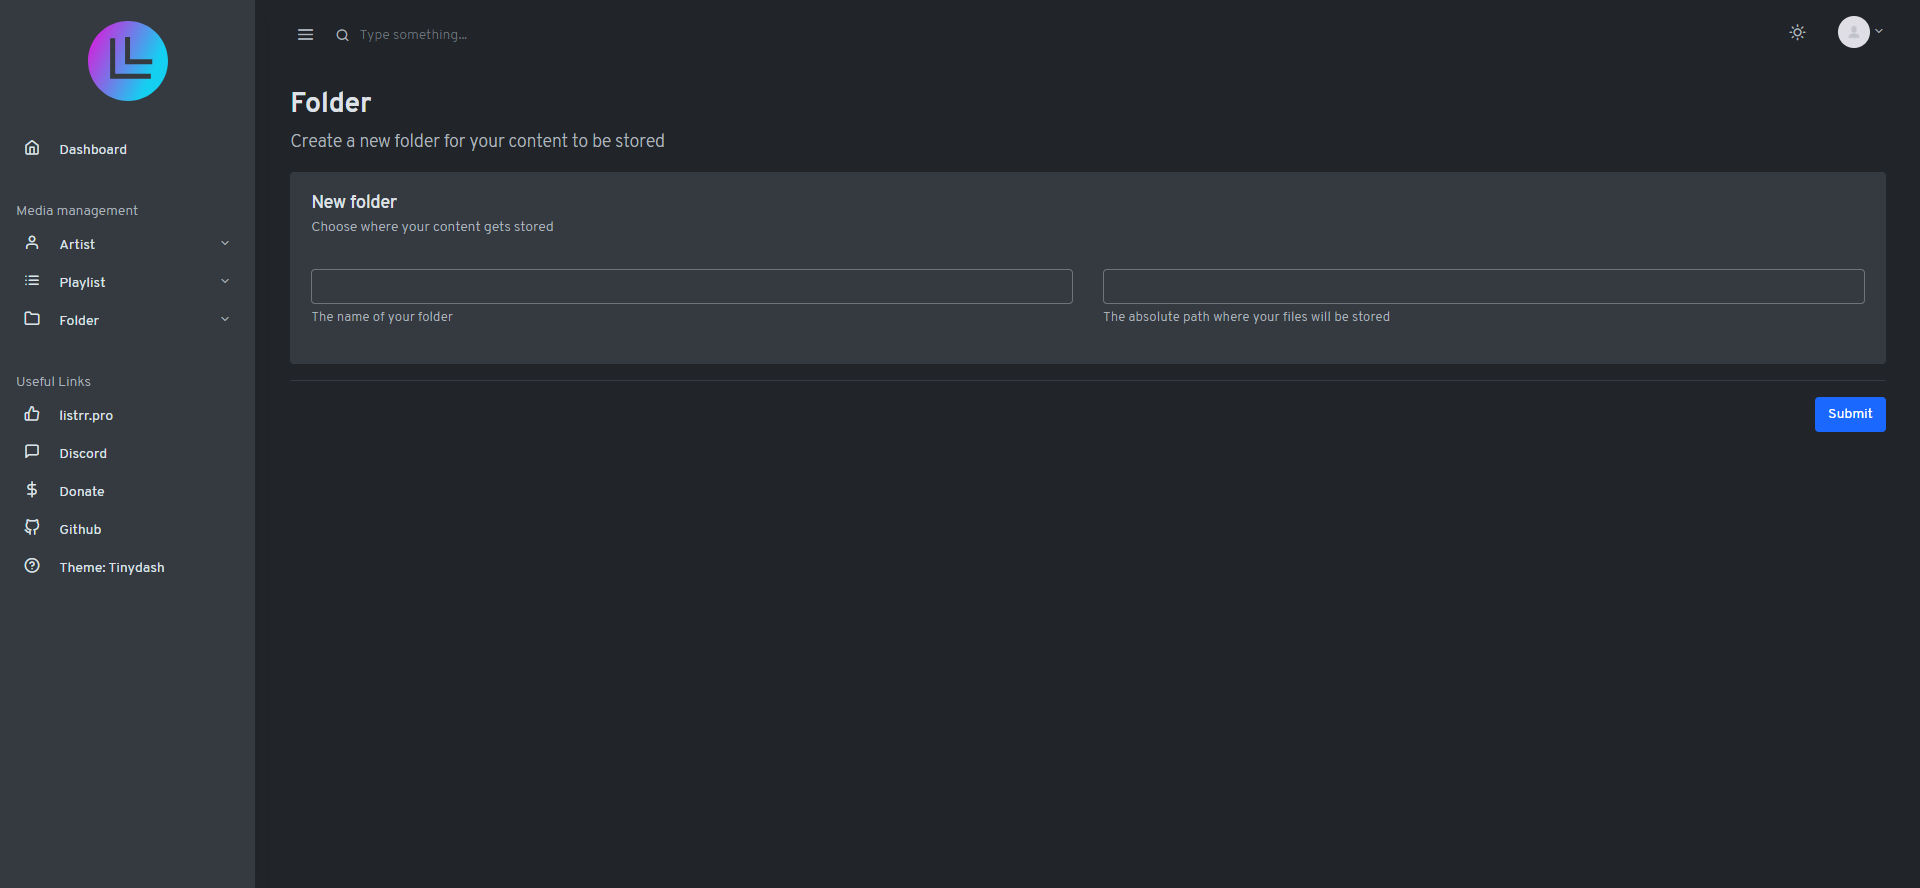 Type something...
Dashboard
Media management
Artist
Playlist
Folder
Useful Links
listrr.pro
Discord
Donate
Github
Theme: Tinydash
Folder
Create a new folder for your content to be stored
New folder
Choose where your content gets stored
The name of your folder
The absolute path where your files will be stored
Submit